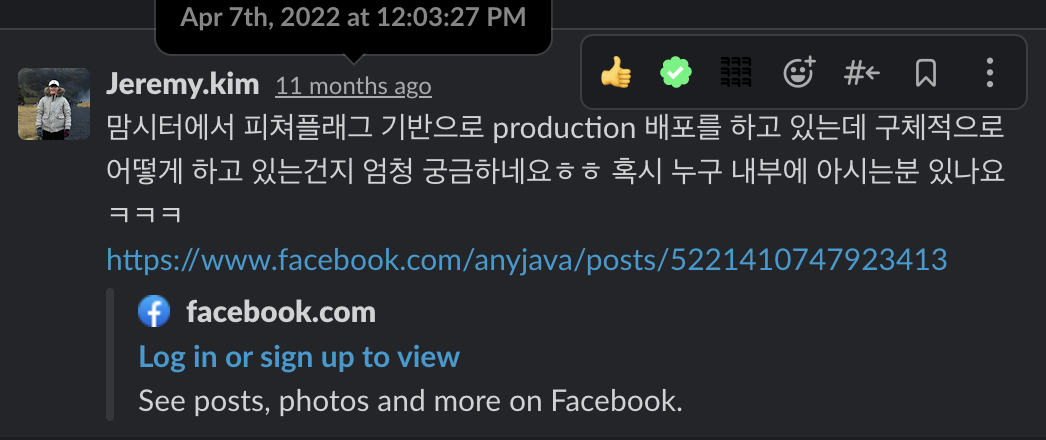 Apr 7th, 2022 at 12:03:27 PM
Jeremy.kim 11 months ago
맘시터에서 피쳐플래그 기반으로 production 배포를 하고 있는데 구체적으로
어떻게 하고 있는건지 엄청 궁금하네요ㅎㅎ 혹시 누구 내부에 아시는분 있나요
ㅋㅋㅋ
https://www.facebook.com/anyjava/posts/5221410747923413
facebook.com
Log in or sign up to view
See posts, photos and more on Facebook.